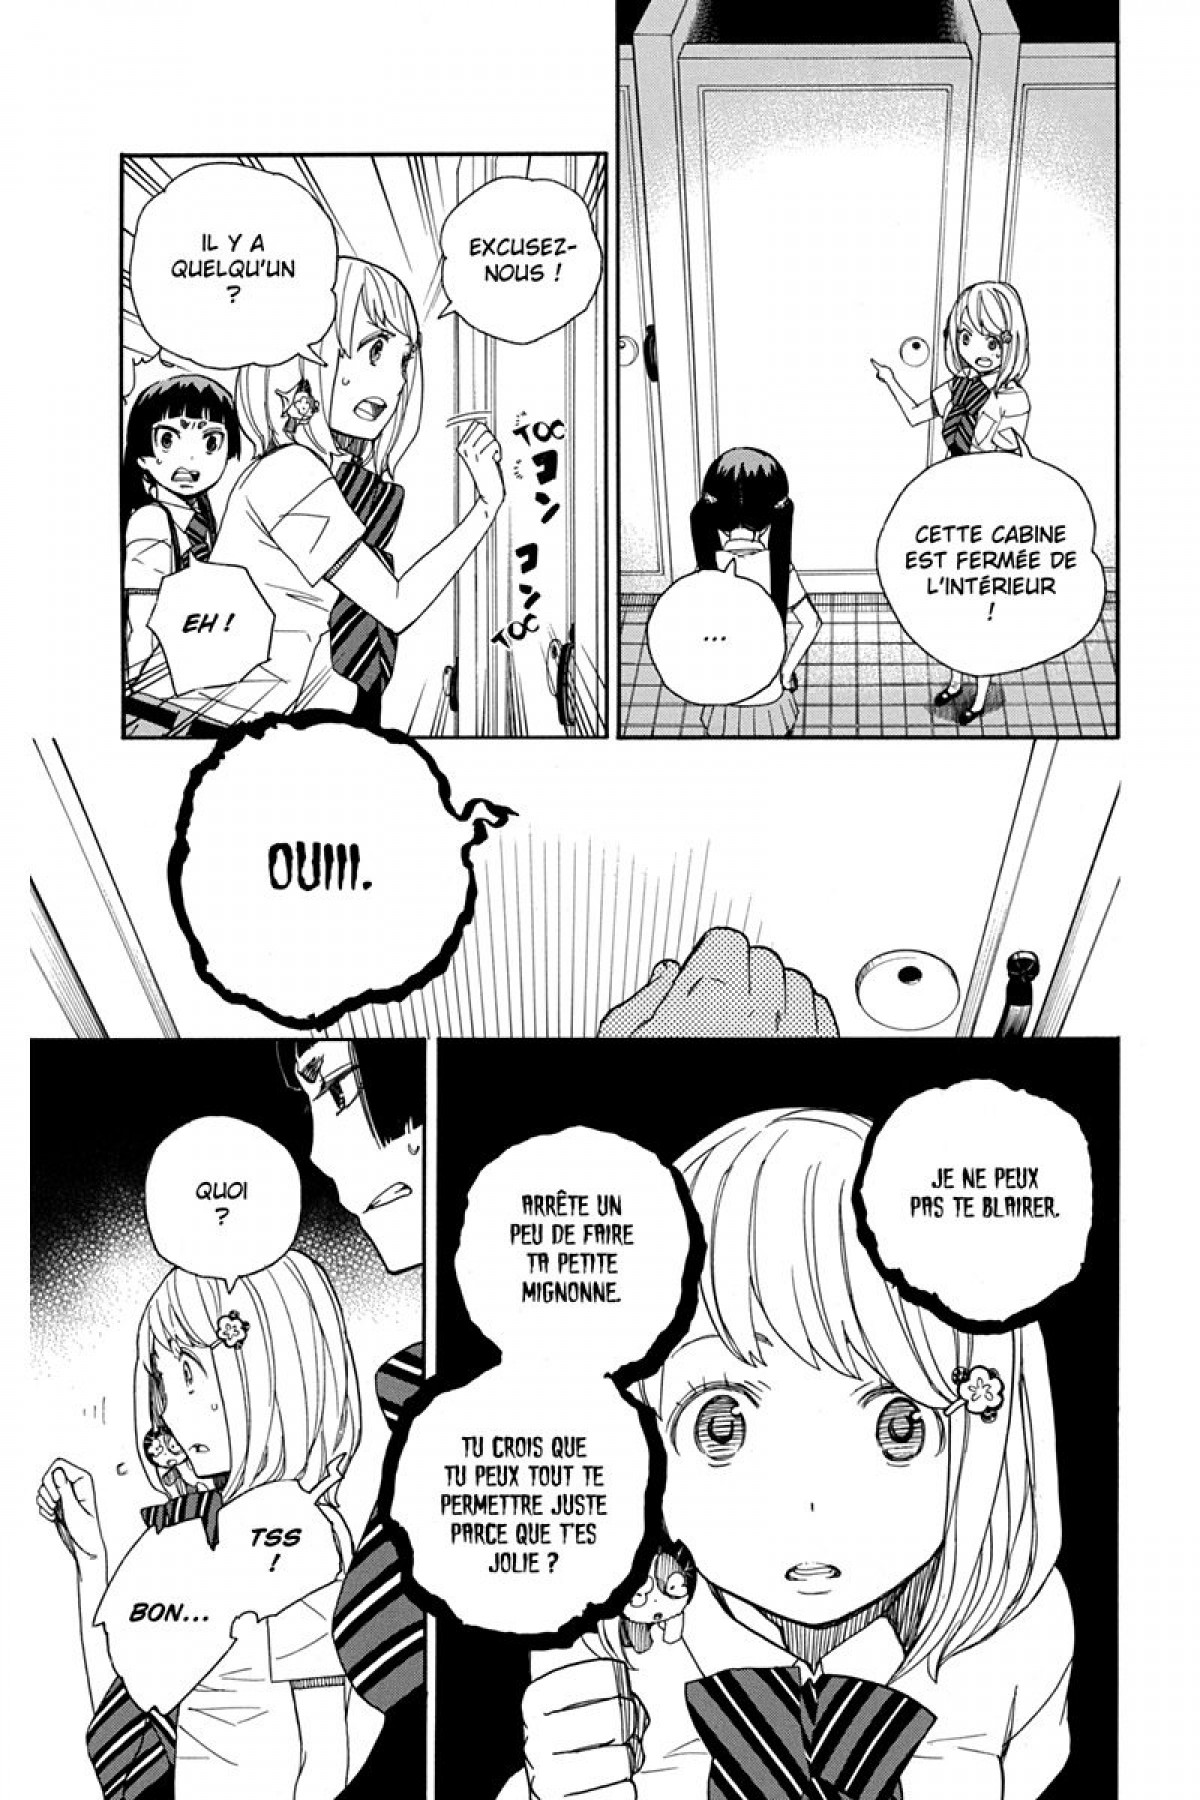 CETTE CABINE
EST FERMÉE DE
L'INTÉRIEUR
!
...
EXCUSEZ-
NOUS !
IL Y A
QUELQU'UN
?
TOC
コン
コン
TOC
EH !
OUIII.
JE NE PEUX
PAS TE BLAIRER.
ARRÊTE UN
PEU DE FAIRE
TA PETITE
MIGNONNE.
TU CROIS QUE
TU PEUX TOUT TE
PERMETTRE JUSTE
PARCE QUE T'ES
JOLIE ?
QUOI
?
TSS
!
BON...